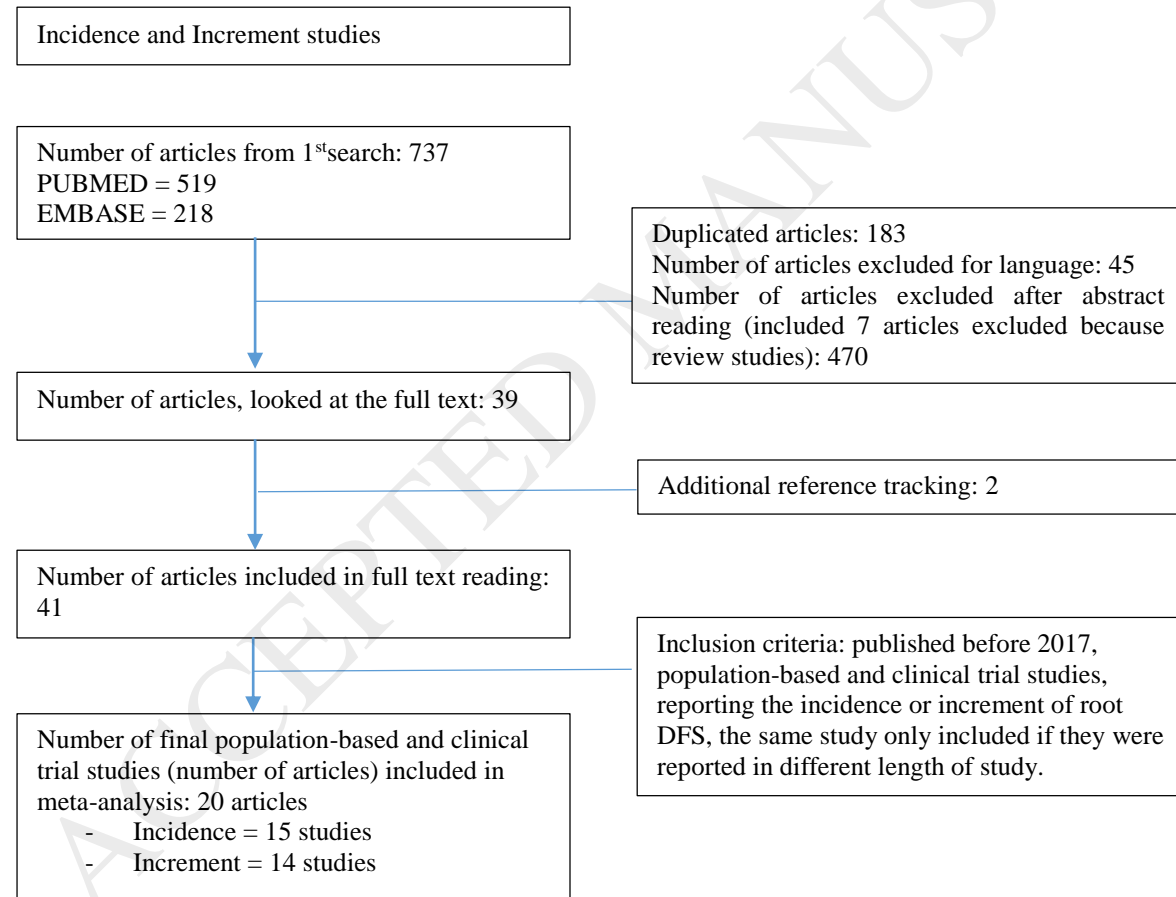 Incidence and Increment studies
Number of articles from 1stsearch: 737
PUBMED = 519
EMBASE = 218
Duplicated articles: 183
Number of articles excluded for language: 45
Number of articles excluded after abstract
reading (included 7 articles excluded because
review studies): 470
Number of articles, looked at the full text: 39
Additional reference tracking: 2
Number of articles included in full text reading:
41
Inclusion criteria: published before 2017,
population-based and clinical trial studies,
reporting the incidence or increment of root
DFS, the same study only included if they were
reported in different length of study.
Number of final population-based and clinical
trial studies (number of articles) included in
meta-analysis: 20 articles
- Incidence = 15 studies
- Increment = 14 studies
ACCEPTED MANUS